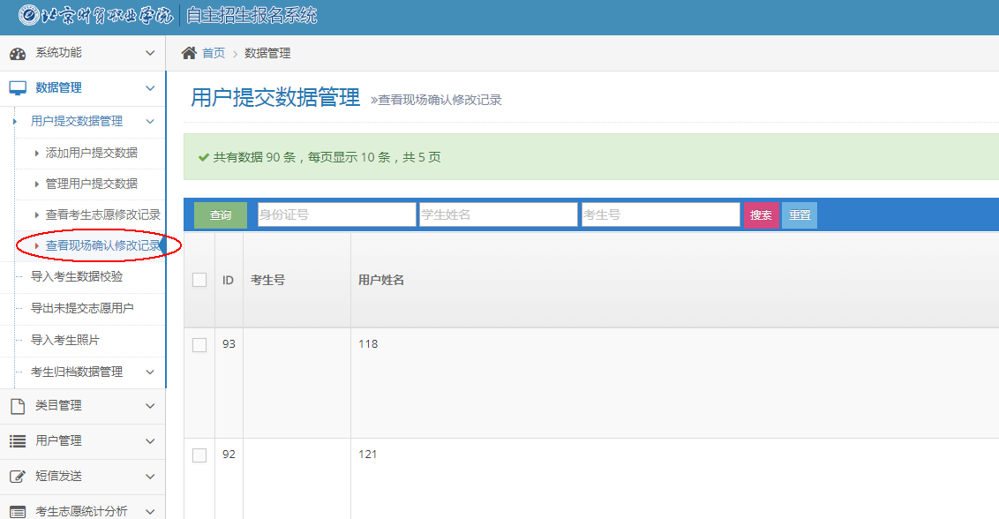 北京财贸职业学院 自主招生报名系统
系统功能
数据管理
用户提交数据管理
添加用户提交数据
管理用户提交数据
查看考生志愿修改记录
查看现场确认修改记录
导入考生数据校验
导出未提交志愿用户
导入考生照片
考生归档数据管理
类目管理
用户管理
短信发送
考生志愿统计分析
首页 > 数据管理
用户提交数据管理 »查看现场确认修改记录
共有数据 90 条，每页显示 10 条，共 5 页
查询 身份证号 学生姓名 考生号 搜索 重置
ID 考生号 用户姓名
93 118
92 121